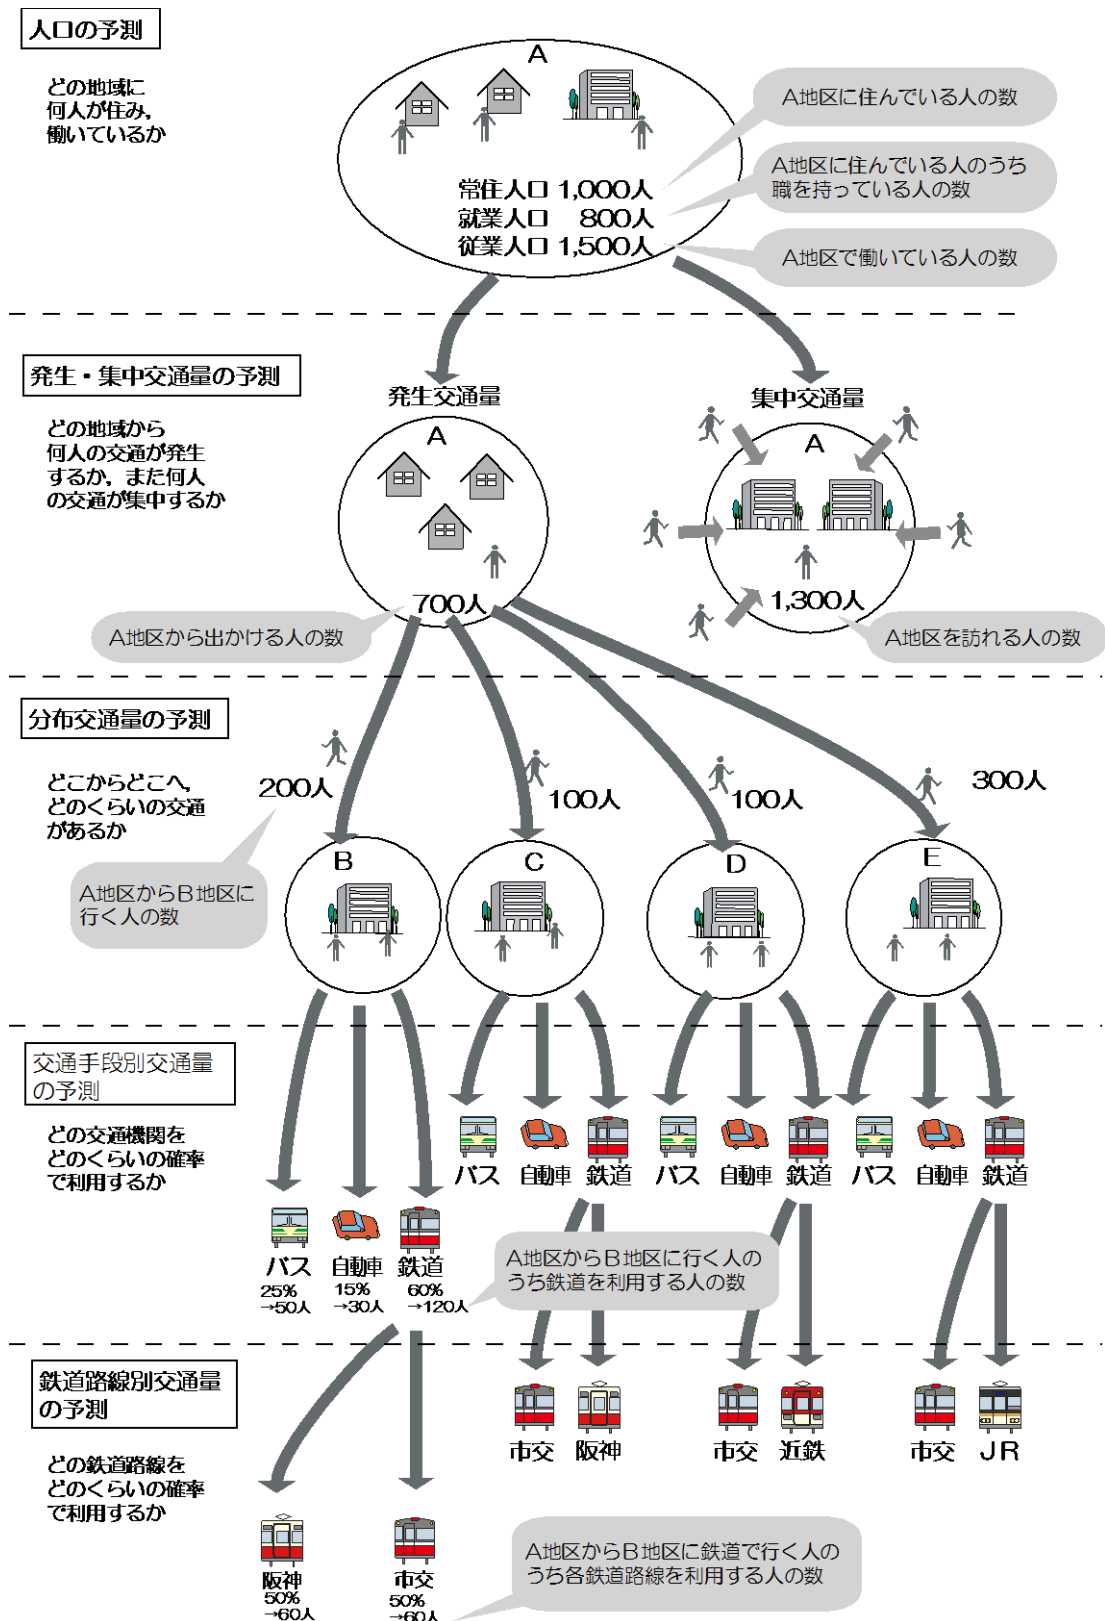 人口の予測
どの地域に
何人が住み,
働いているか
A
A地区に住んでいる人の数
A地区に住んでいる人のうち
職を持っている人の数
常住人口 1,000人
就業人口 800人
従業人口 1,500人
A地区で働いている人の数
発生・集中交通量の予測
どの地域から
何人の交通が発生
するか, また何人
の交通が集中するか
発生交通量
A
700人
A地区から出かける人の数
集中交通量
A
1,300人
A地区を訪れる人の数
分布交通量の予測
どこからどこへ,
どのくらいの交通
があるか
200人
100人
100人
300人
A地区からB地区に
行く人の数
B
C
D
E
交通手段別交通量
の予測
どの交通機関を
どのくらいの確率
で利用するか
バス 自動車 鉄道
バス 自動車 鉄道
バス 自動車 鉄道
バス 自動車 鉄道
25% 15% 60%
→50人 →30人 →120人
A地区からB地区に行く人の
うち鉄道を利用する人の数
鉄道路線別交通量
の予測
どの鉄道路線を
どのくらいの確率
で利用するか
市交 阪神
市交 近鉄
市交 JR
阪神 市交
50% 50%
→60人 →60人
A地区からB地区に鉄道で行く人の
うち各鉄道路線を利用する人の数